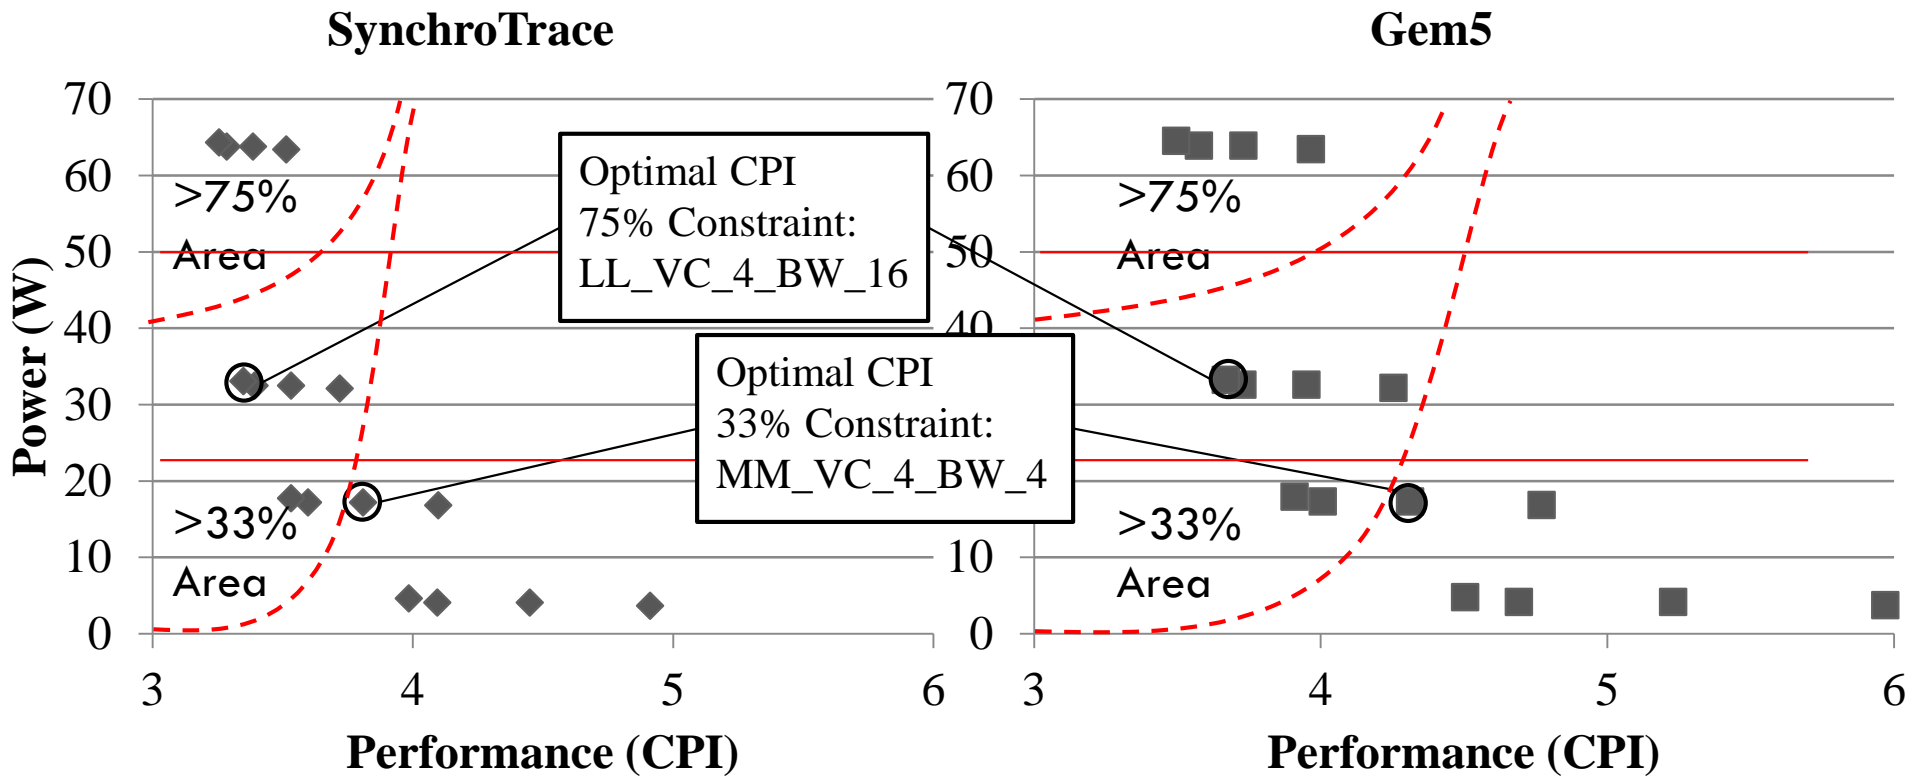 SynchroTrace
Gem5
Power (W)
70
60
50
40
30
20
10
0
3
4
5
6
Performance (CPI)
>75%
Area
>33%
Area
Optimal CPI
75% Constraint:
LL_VC_4_BW_16
Optimal CPI
33% Constraint:
MM_VC_4_BW_4
70
60
50
40
20
10
0
3
4
5
6
Performance (CPI)
>75%
Area
>33%
Area